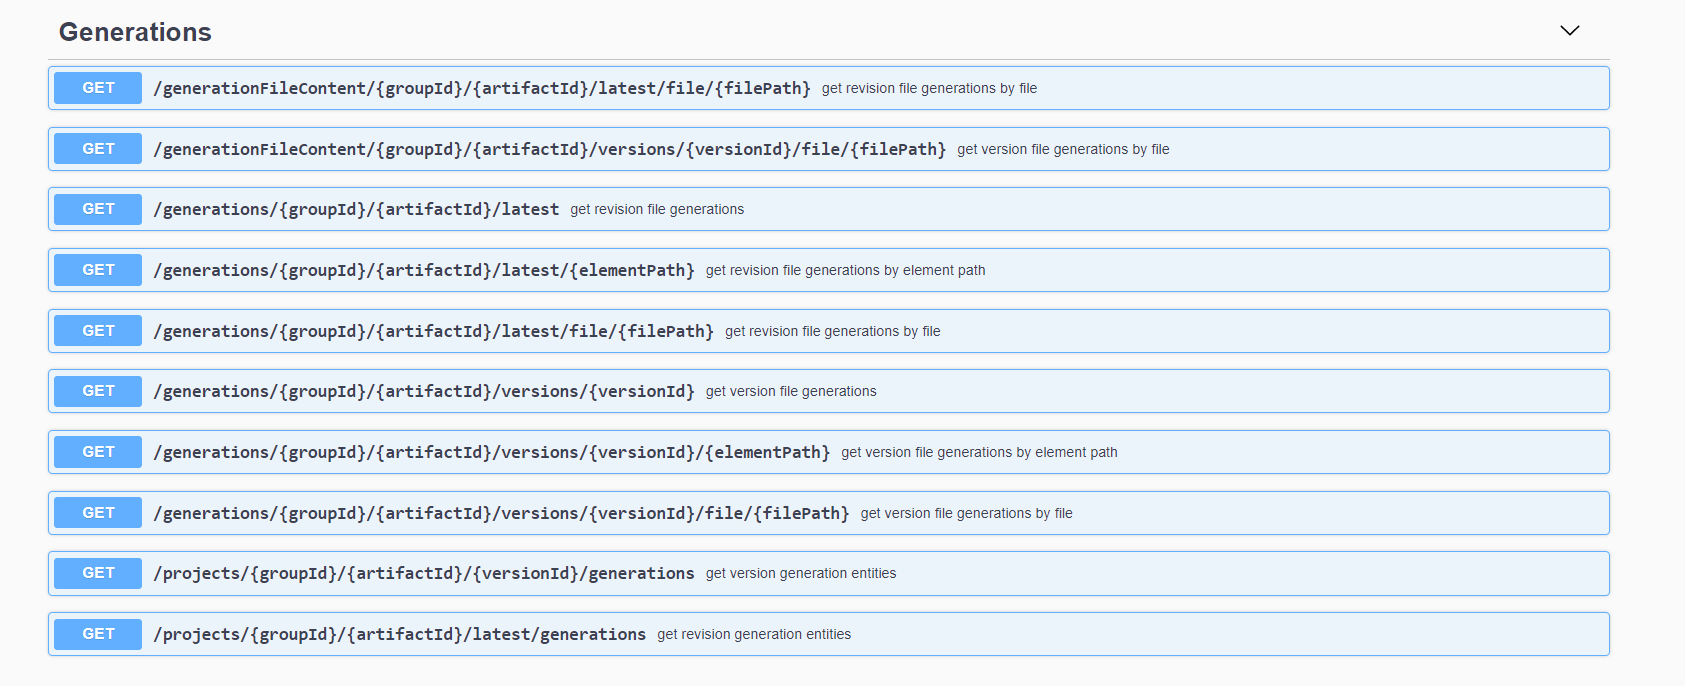 Generations
GET /generationFileContent/{groupId}/{artifactId}/latest/file/{filePath} get revision file generations by file
GET /generationFileContent/{groupId}/{artifactId}/versions/{versionId}/file/{filePath} get version file generations by file
GET /generations/{groupId}/{artifactId}/latest get revision file generations
GET /generations/{groupId}/{artifactId}/latest/{elementPath} get revision file generations by element path
GET /generations/{groupId}/{artifactId}/latest/file/{filePath} get revision file generations by file
GET /generations/{groupId}/{artifactId}/versions/{versionId} get version file generations
GET /generations/{groupId}/{artifactId}/versions/{versionId}/{elementPath} get version file generations by element path
GET /generations/{groupId}/{artifactId}/versions/{versionId}/file/{filePath} get version file generations by file
GET /projects/{groupId}/{artifactId}/{versionId}/generations get version generation entities
GET /projects/{groupId}/{artifactId}/latest/generations get revision generation entities